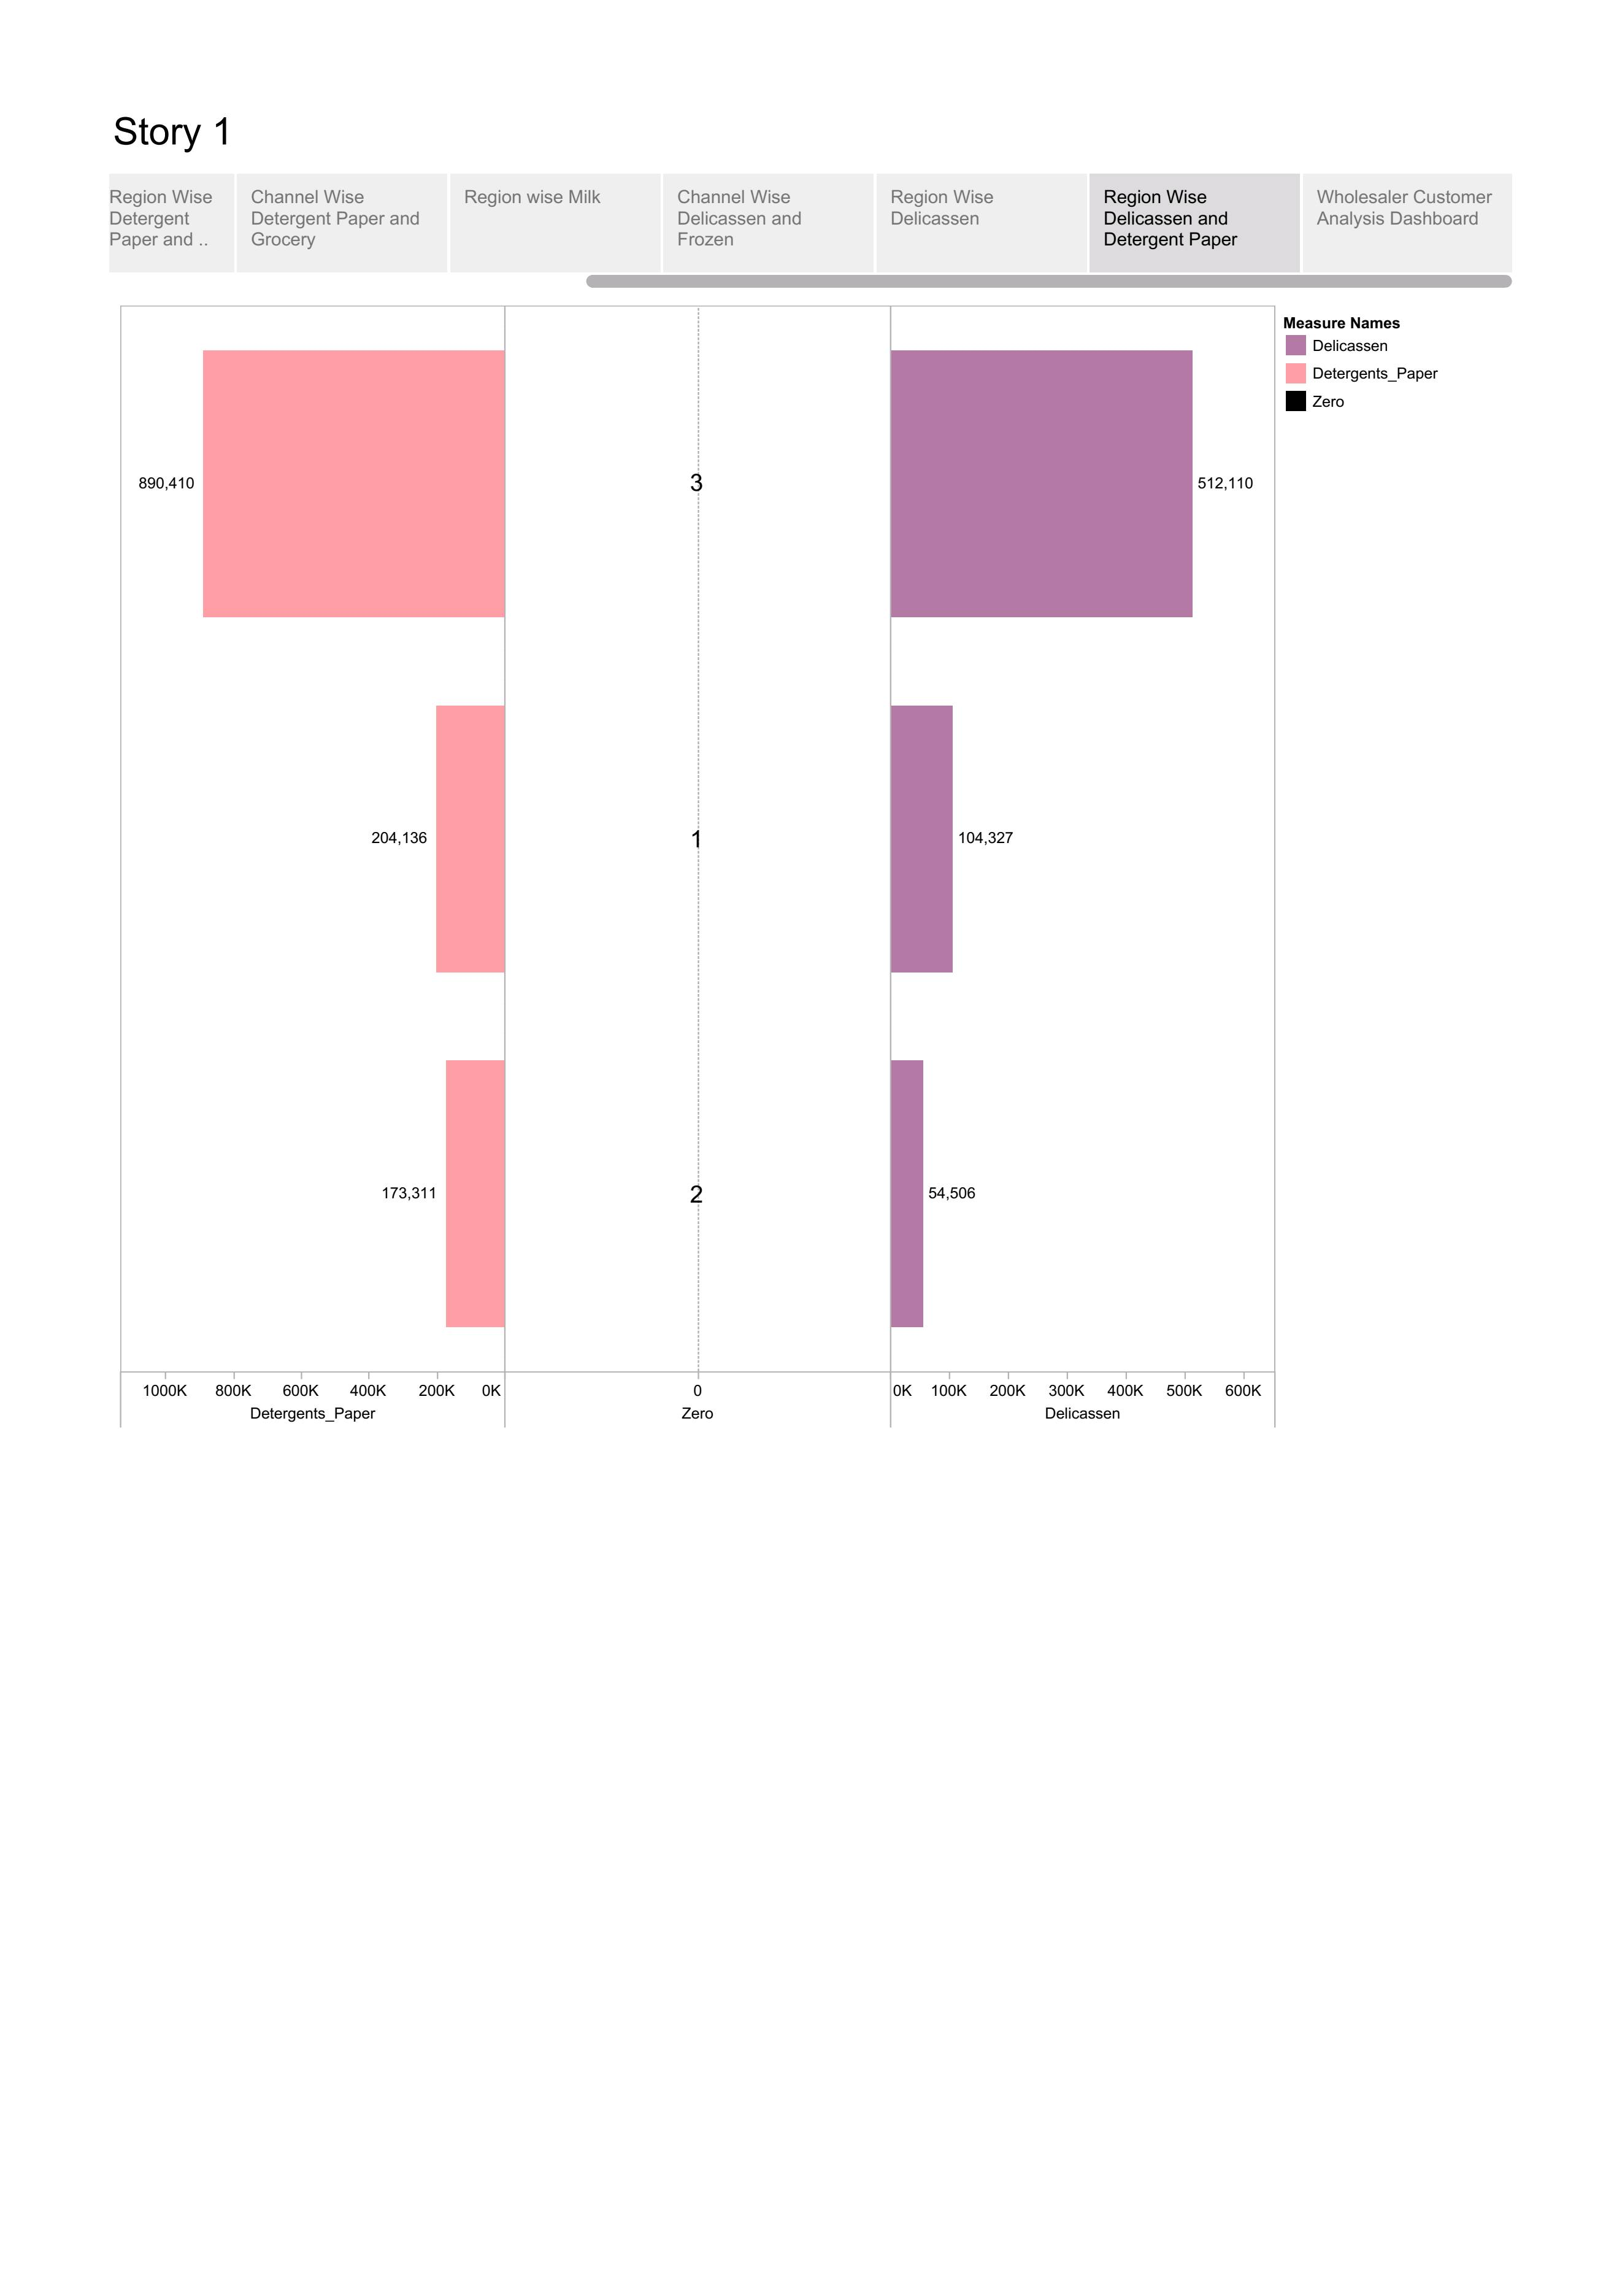 Story 1
Region Wise
Detergent
Paper and ..
Channel Wise
Detergent Paper and
Grocery
Region wise Milk
Channel Wise
Delicassen and
Frozen
Region Wise
Delicassen
Region Wise
Delicassen and
Detergent Paper
Wholesaler Customer
Analysis Dashboard
Measure Names
Delicassen
Detergents_Paper
Zero
890,410
3
512,110
204,136
1
104,327
173,311
2
54,506
1000K 800K 600K 400K 200K 0K
0
0K 100K 200K 300K 400K 500K 600K
Detergents_Paper
Zero
Delicassen